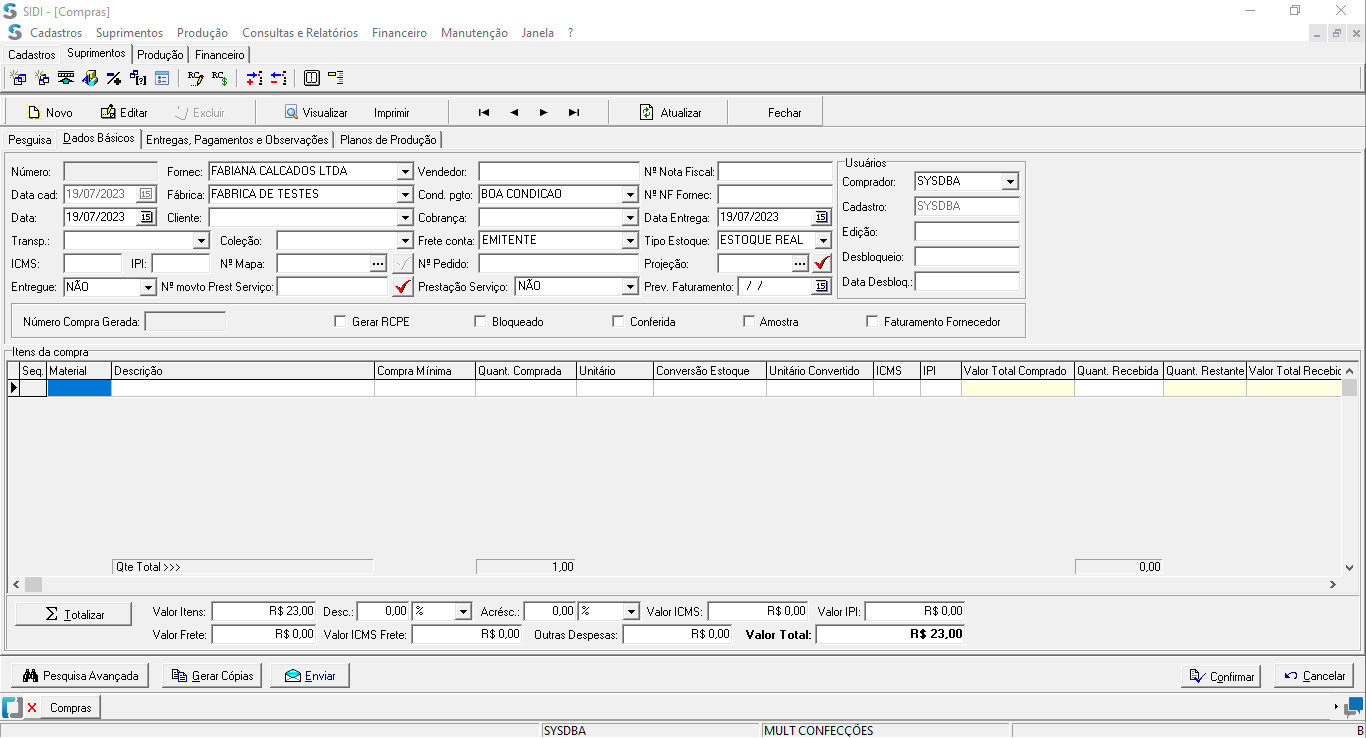 SIDI - [Compras]
Cadastros Suprimentos Produção Consultas e Relatórios Financeiro Manutenção Janela ?
Cadastros Suprimentos Produção Financeiro
Novo Editar Excluir Visualizar Imprimir Atualizar Fechar
Pesquisa Dados Básicos Entregas, Pagamentos e Observações Planos de Produção
Número: Fornec: FABIANA CALCADOS LTDA Vendedor: Nº Nota Fiscal: Usuários
Comprador: SYSDBA
Data cad: 19/07/2023 15 Fábrica: FABRICA DE TESTES Cond. pgto: BOA CONDICAO Nº NF Fornec:
Cadastro: SYSDBA
Data: 19/07/2023 15 Cliente: Cobrança: Data Entrega: 19/07/2023 15
Edição:
Transp.: Coleção: Frete conta: EMITENTE Tipo Estoque: ESTOQUE REAL
Desbloqueio:
ICMS: IPI: Nº Mapa: ... Nº Pedido: Projeção: ...
Data Desbloq.:
Entregue: NÃO Nº movto Prest Serviço: Prestação Serviço: NÃO Prev. Faturamento: / / 15
Número Compra Gerada: Gerar RCPE Bloqueado Conferida Amostra Faturamento Fornecedor
Itens da compra
Seq. Material Descrição Compra Mínima Quant. Comprada Unitário Conversão Estoque Unitário Convertido ICMS IPI Valor Total Comprado Quant. Recebida Quant. Restante Valor Total Recebic
Qte Total >>> 1,00 0,00
Totalizar Valor Itens: R$ 23,00 Desc.: 0,00 % Acrésc.: 0,00 % Valor ICMS: R$ 0,00 Valor IPI: R$ 0,00
Valor Frete: R$ 0,00 Valor ICMS Frete: R$ 0,00 Outras Despesas: R$ 0,00 Valor Total: R$ 23,00
Pesquisa Avançada Gerar Cópias Enviar Confirmar Cancelar
Compras
SYSDBA MULT CONFECÇÕES B